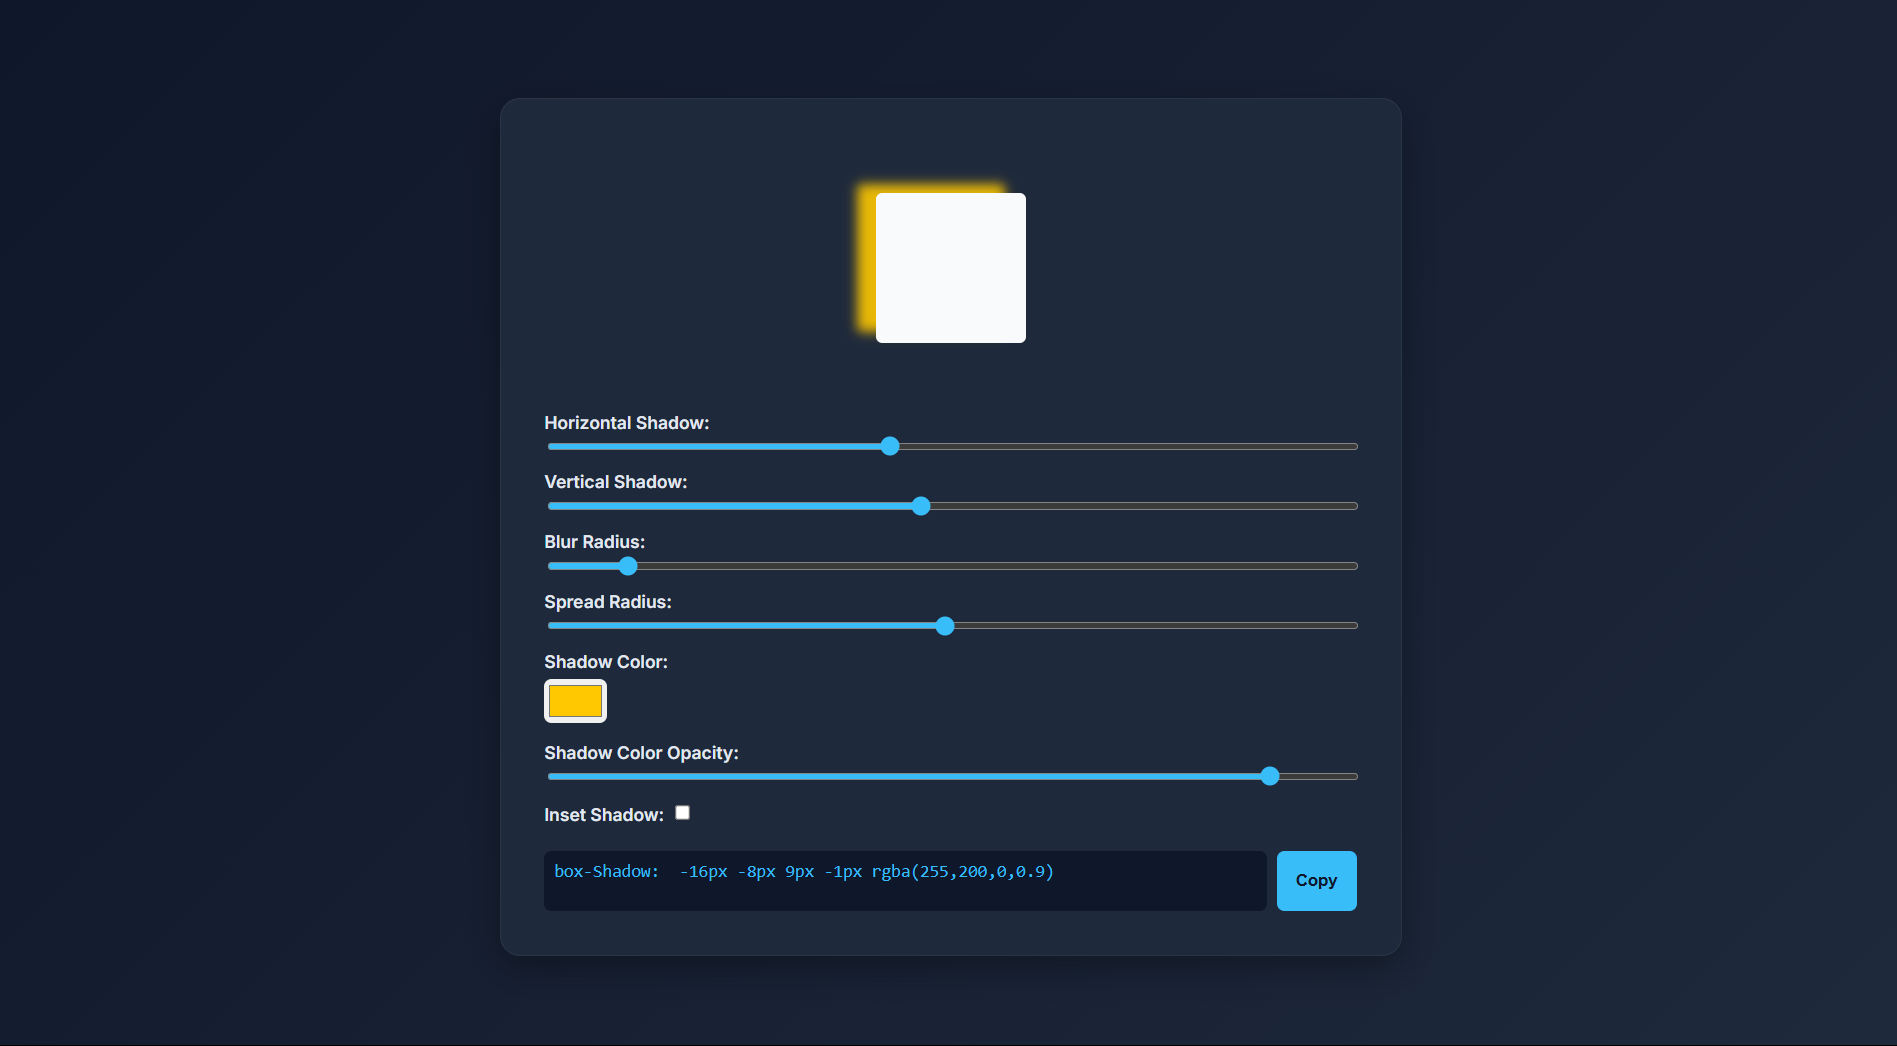 Horizontal Shadow:
Vertical Shadow:
Blur Radius:
Spread Radius:
Shadow Color:
Shadow Color Opacity:
Inset Shadow:
box-Shadow:  -16px -8px 9px -1px rgba(255,200,0,0.9)
Copy